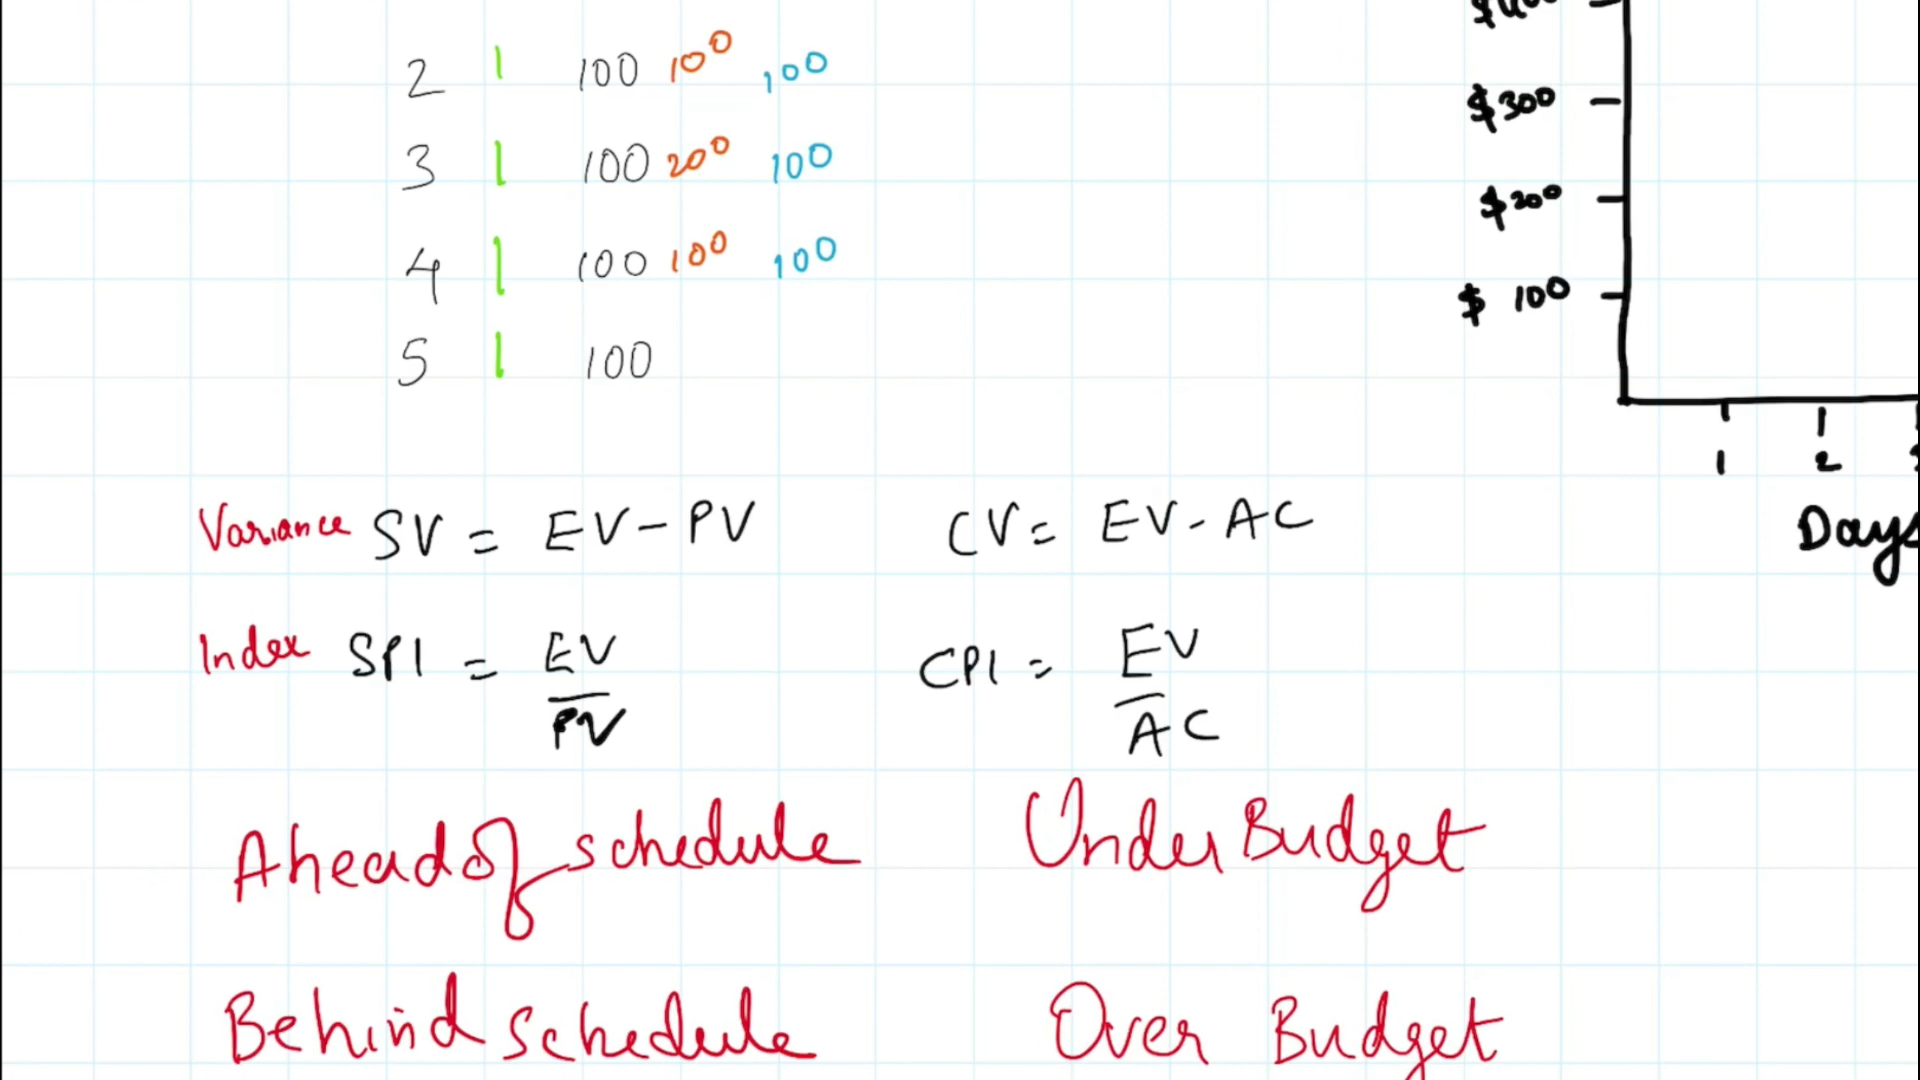 2 1 100 100 100
3 1 100 200 100
4 1 100 100 100
5 1 100
$300
$200
$ 100
1 2
Days
Variance SV = EV - PV CV = EV - AC
Index SPI = EV/PV CPI = EV/AC
Ahead of schedule Under Budget
Behind schedule Over Budget